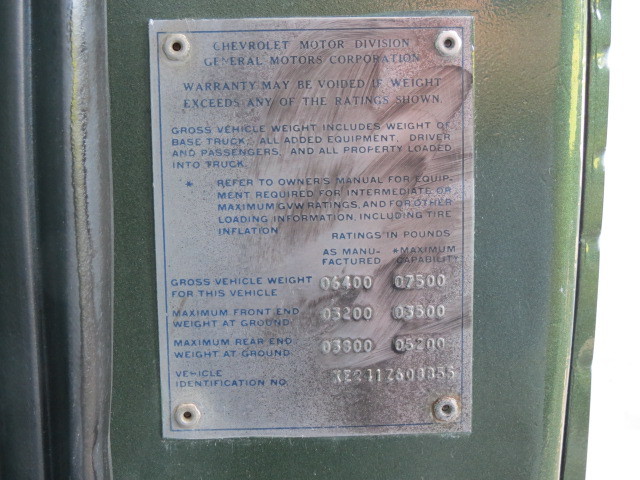 CHEVROLET MOTOR DIVISION
GENERAL MOTORS CORPORATION
WARRANTY MAY BE VOIDED IF WEIGHT
EXCEEDS ANY OF THE RATINGS SHOWN
GROSS VEHICLE WEIGHT INCLUDES WEIGHT OF
BASE TRUCK, ALL ADDED EQUIPMENT, DRIVER
AND PASSENGERS, AND ALL PROPERTY LOADED
INTO TRUCK.
* REFER TO OWNER'S MANUAL FOR EQUIP-
MENT REQUIRED FOR INTERMEDIATE OR
MAXIMUM GVW RATINGS, AND FOR OTHER
LOADING INFORMATION, INCLUDING TIRE
INFLATION
RATINGS IN POUNDS
AS MANU- *MAXIMUM
FACTURED CAPABILITY
GROSS VEHICLE WEIGHT 06400 07500
FOR THIS VEHICLE
MAXIMUM FRONT END 03200 03500
WEIGHT AT GROUND
MAXIMUM REAR END 03800 05200
WEIGHT AT GROUND
VEHICLE
IDENTIFICATION NO.